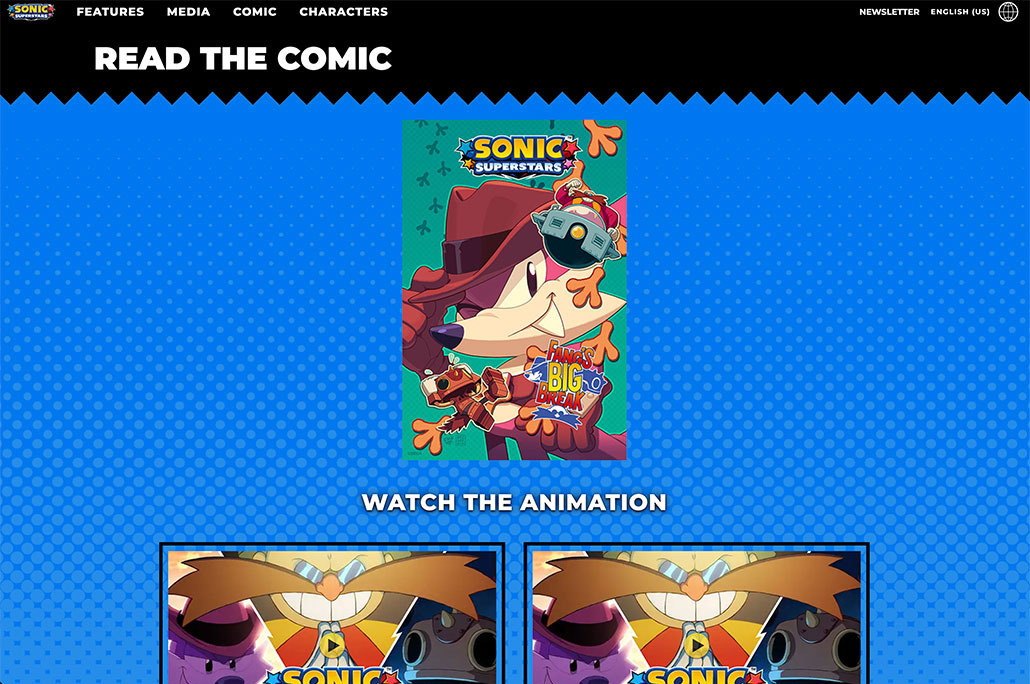 SONIC
SUPERSTARS
FEATURES
MEDIA
COMIC
CHARACTERS
NEWSLETTER
ENGLISH (US)
READ THE COMIC
SONIC
SUPERSTARS
FANG'S
BIG
BREAK
WATCH THE ANIMATION
SONIC
SONIC